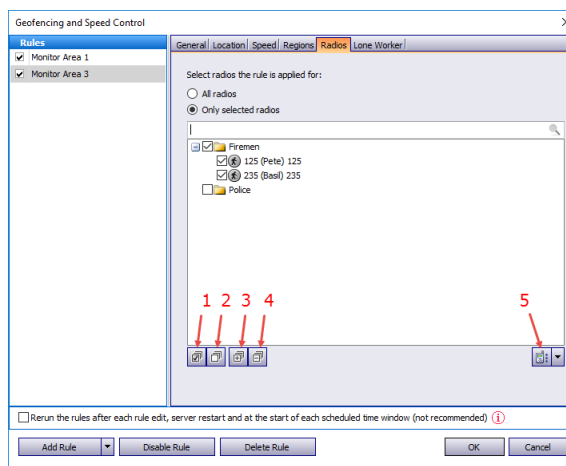 Geofencing and Speed Control
Rules
Monitor Area 1
Monitor Area 3
General Location Speed Regions Radios Lone Worker
Select radios the rule is applied for:
All radios
Only selected radios
Firemen
125 (Pete) 125
235 (Basil) 235
Police
1 2 3 4 5
Rerun the rules after each rule edit, server restart and at the start of each scheduled time window (not recommended)
Add Rule Disable Rule Delete Rule OK Cancel